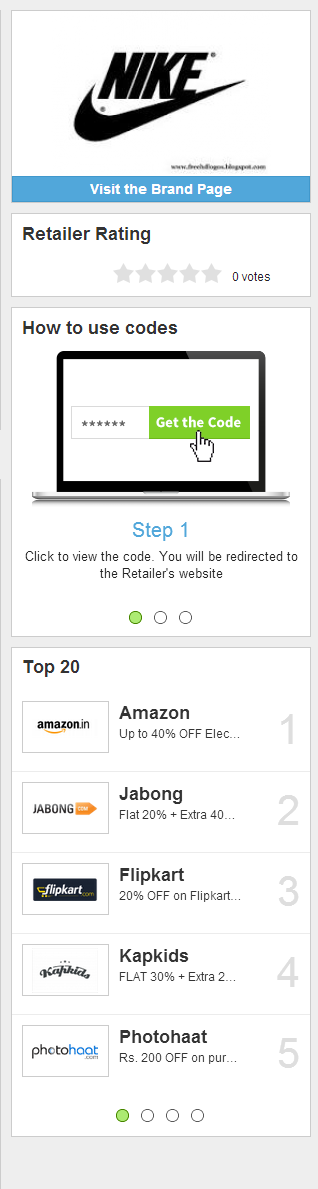 NIKE
®
®
www.freehdlogos.blogspot.com
Visit the Brand Page
Retailer Rating
0 votes
How to use codes
****** Get the Code
Step 1
Click to view the code. You will be redirected to
the Retailer's website
Top 20
amazon.in
Amazon
Up to 40% OFF Elec...
1
JABONG COM
Jabong
Flat 20% + Extra 40...
2
flipkart.com
Flipkart
20% OFF on Flipkart...
3
Kapkids
Kapkids
FLAT 30% + Extra 2...
4
photohaat
.com
Photohaat
Rs. 200 OFF on pur...
5